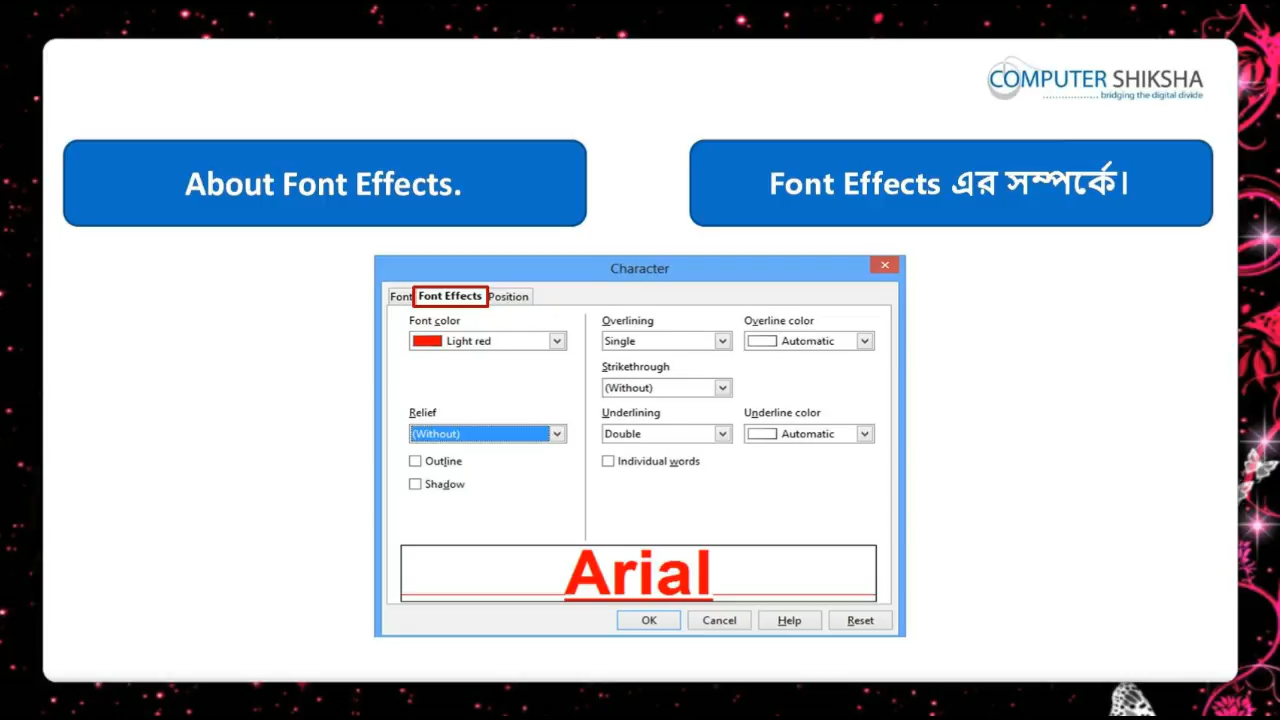 COMPUTER SHIKSHA
bridging the digital divide
About Font Effects.
Font Effects এর সম্পর্কে।
Character
Font Font Effects Position
Font color
Light red
Overlining
Single
Overline color
Automatic
Strikethrough
(Without)
Relief
(Without)
Underlining
Double
Underline color
Automatic
Outline
Individual words
Shadow
Arial
OK Cancel Help Reset